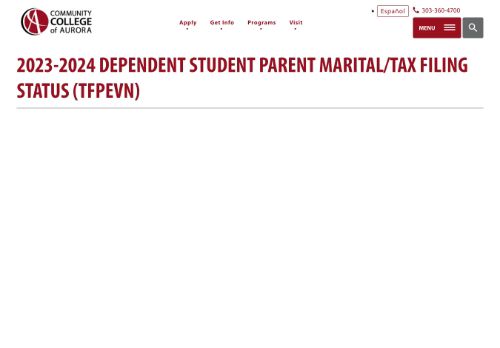 COMMUNITY
COLLEGE
of AURORA
Apply
Get Info
Programs
Visit
Español
303-360-4700
MENU
2023-2024 DEPENDENT STUDENT PARENT MARITAL/TAX FILING
STATUS (TFPEVN)